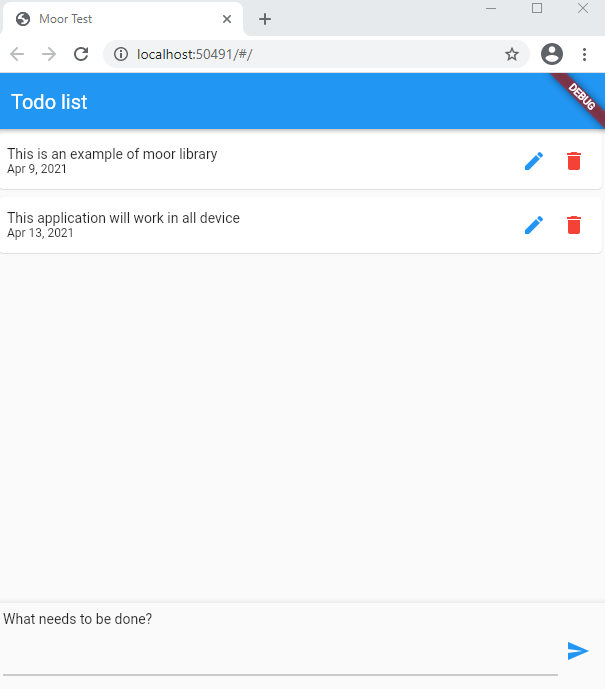 Moor Test
localhost:50491/#/
Todo list
DEBUG
This is an example of moor library
Apr 9, 2021
This application will work in all device
Apr 13, 2021
What needs to be done?